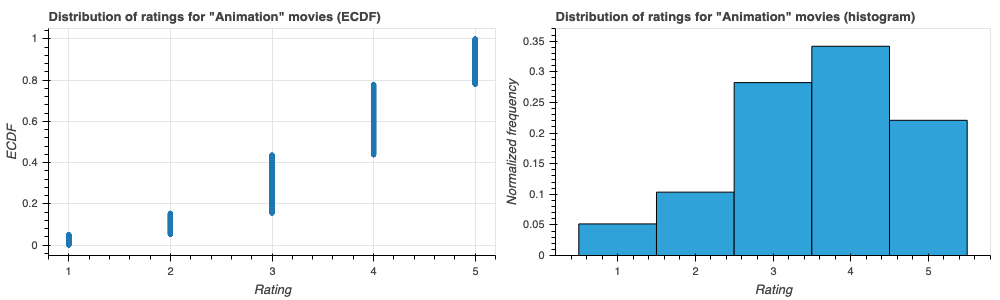 Distribution of ratings for "Animation" movies (ECDF)
1
0.8
0.6
0.4
0.2
0
ECDF
1 2 3 4 5
Rating
Distribution of ratings for "Animation" movies (histogram)
0.35
0.3
0.25
0.2
0.15
0.1
0.05
0
Normalized frequency
1 2 3 4 5
Rating